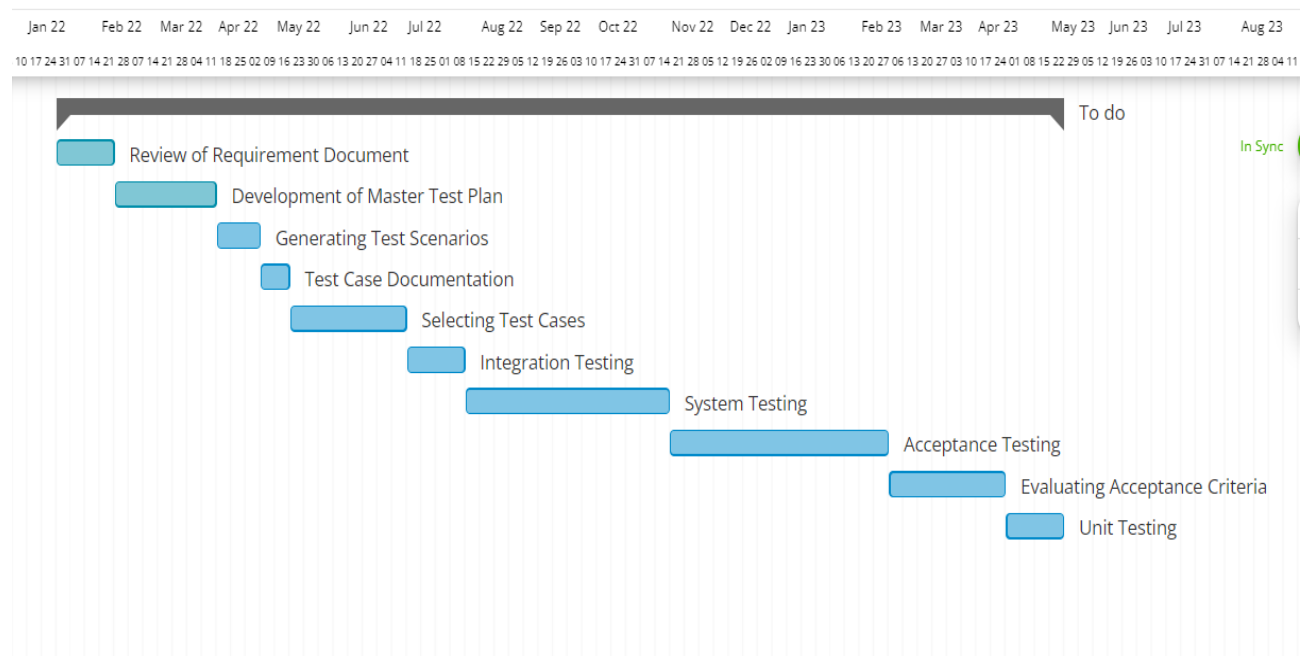 Jan 22 Feb 22 Mar 22 Apr 22 May 22 Jun 22 Jul 22 Aug 22 Sep 22 Oct 22 Nov 22 Dec 22 Jan 23 Feb 23 Mar 23 Apr 23 May 23 Jun 23 Jul 23 Aug 23
10 17 24 31 07 14 21 28 07 14 21 28 04 11 18 25 02 09 16 23 30 06 13 20 27 04 11 18 25 01 08 15 22 29 05 12 19 26 03 10 17 24 31 07 14 21 28 05 12 19 26 02 09 16 23 30 06 13 20 27 06 13 20 27 03 10 17 24 01 08 15 22 29 05 12 19 26 03 10 17 24 31 07 14 21 28 04 11
To do
In Sync
Review of Requirement Document
Development of Master Test Plan
Generating Test Scenarios
Test Case Documentation
Selecting Test Cases
Integration Testing
System Testing
Acceptance Testing
Evaluating Acceptance Criteria
Unit Testing